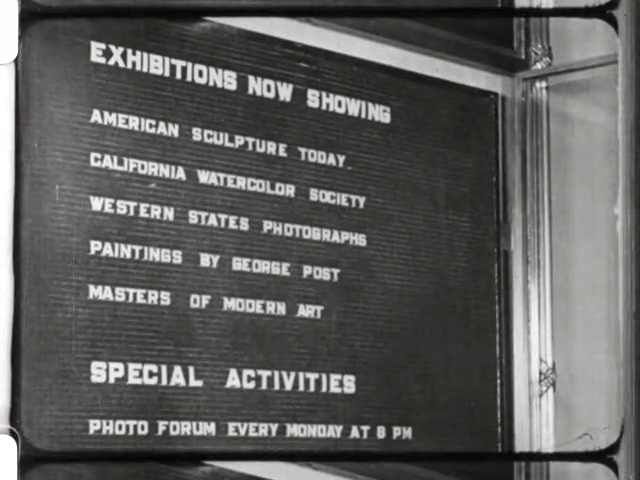 EXHIBITIONS NOW SHOWING
AMERICAN SCULPTURE TODAY
CALIFORNIA WATERCOLOR SOCIETY
WESTERN STATES PHOTOGRAPHS
PAINTINGS BY GEORGE POST
MASTERS OF MODERN ART
SPECIAL ACTIVITIES
PHOTO FORUM EVERY MONDAY AT 8 PM